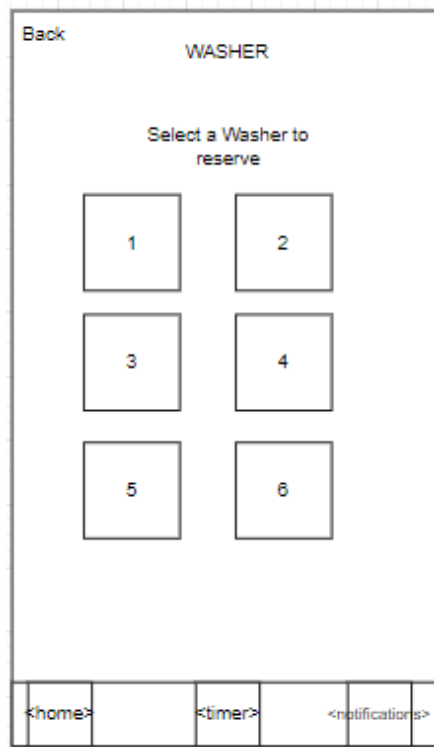 Back
WASHER
Select a Washer to
reserve
1 2
3 4
5 6
<home> <timer> <notifications>